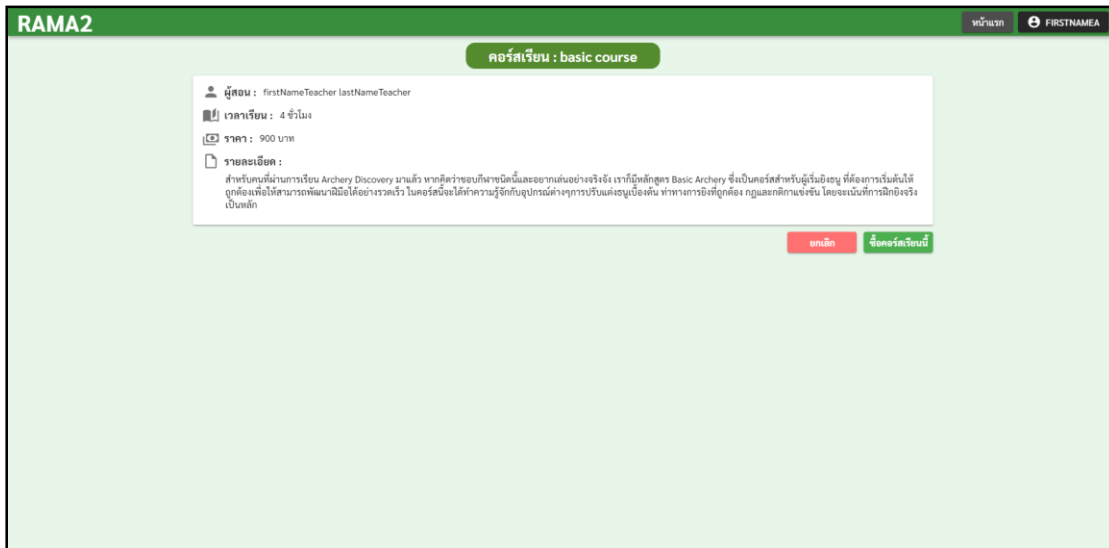 RAMA2
หน้าแรก
FIRSTNAMEA
คอร์สเรียน : basic course
ผู้สอน : firstNameTeacher lastNameTeacher
เวลาเรียน : 4 ชั่วโมง
ราคา : 900 บาท
รายละเอียด :
สำหรับคนที่ผ่านการเรียน Archery Discovery มาแล้ว หากคิดว่าชอบกีฬาชนิดนี้และอยากเล่นอย่างจริงจัง เราก็มีหลักสูตร Basic Archery ซึ่งเป็นคอร์สสำหรับผู้เริ่มยิงธนู ที่ต้องการเริ่มต้นให้
ถูกต้องเพื่อให้สามารถพัฒนาฝีมือได้อย่างรวดเร็ว ในคอร์สนี้จะได้ทำความรู้จักกับอุปกรณ์ต่างๆการปรับแต่งธนูเบื้องต้น ท่าทางการยิงที่ถูกต้อง กฎและกติกาแข่งขัน โดยจะเน้นที่การฝึกยิงจริง
เป็นหลัก
ยกเลิก
ซื้อคอร์สเรียนนี้